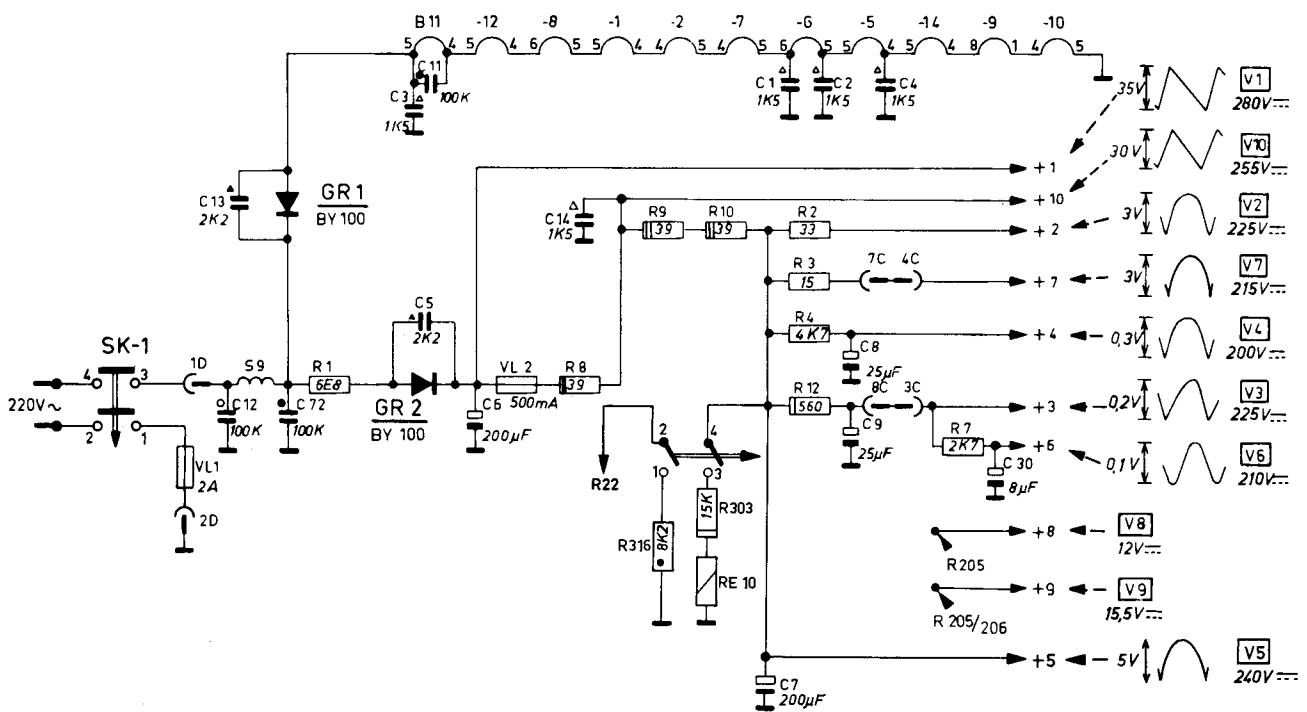 B11 -12 -8 -1 -2 -7 -6 -5 -14 -9 -10
5 4 5 4 6 5 5 4 4 5 4 5 6 5 5 4 5 4 8 1 4 5
C11
100K
C3
1K5
C1
1K5
C2
1K5
C4
1K5
35V
V1
280V
+1
30V
V10
255V
+10
C13
2K2
GR 1
BY 100
C14
1K5
R9
39
R10
39
R2
33
+2
3V
V2
225V
R3
15
7C 4C
+7
3V
V7
215V
C5
2K2
R4
4K7
+4
0,3V
V4
200V
C8
25µF
SK-1
4 3
1D
S9
R1
6E8
GR 2
BY 100
VL 2
500mA
R8
39
220V~
2 1
C12
100K
C72
100K
C6
200µF
R12
560
8C 3C
+3
0,2V
V3
225V
C9
25µF
R7
2K7
+6
0,1V
V6
210V
C30
8µF
VL1
2A
2D
R22
2 4
1 3
R316
8K2
15K
R303
RE 10
R205
+8
V8
12V
R 205/206
+9
V9
15,5V
+5
5V
V5
240V
C7
200µF